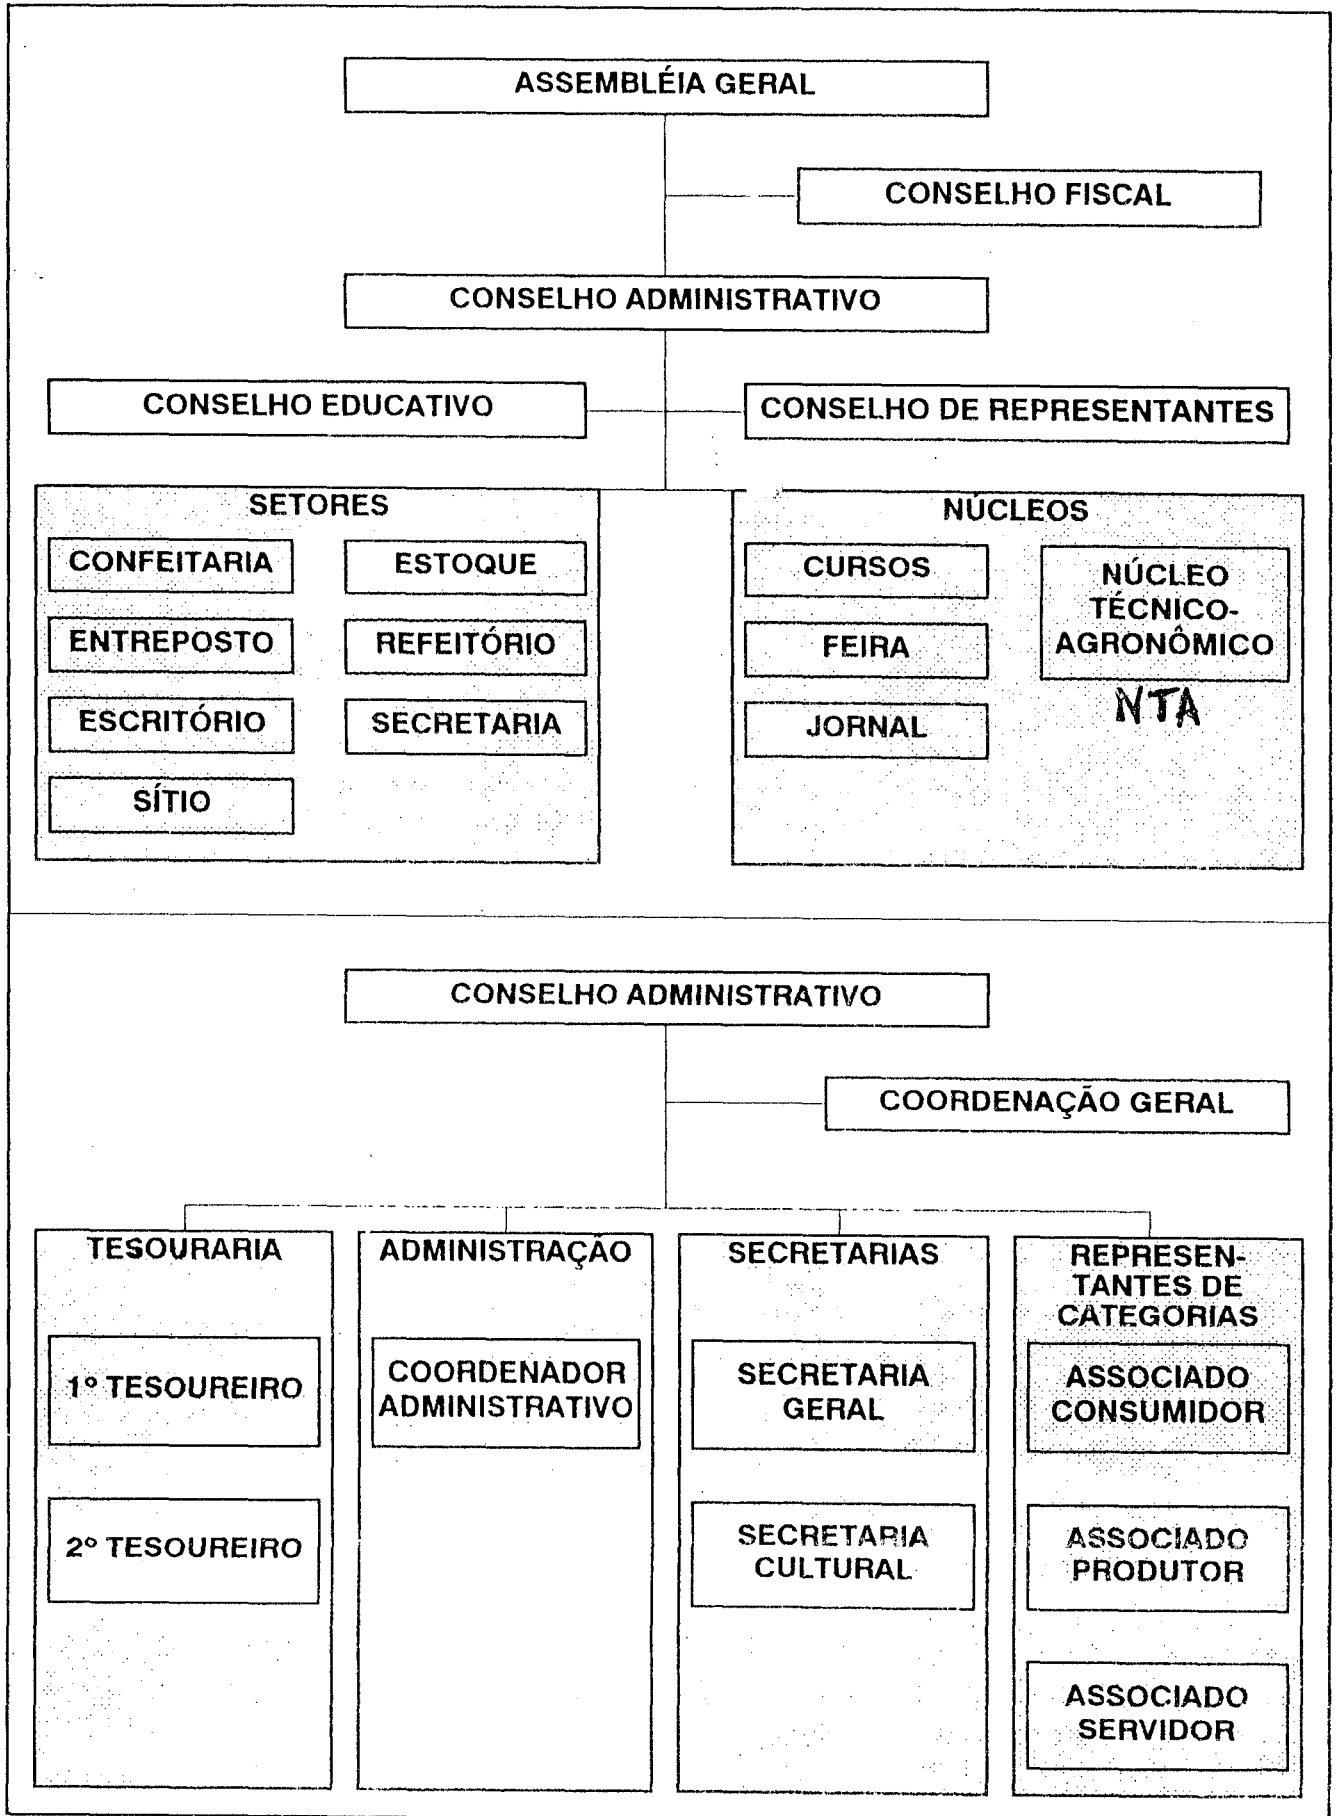 ASSEMBLÉIA GERAL
CONSELHO FISCAL
CONSELHO ADMINISTRATIVO
CONSELHO EDUCATIVO
CONSELHO DE REPRESENTANTES
SETORES
CONFEITARIA
ESTOQUE
ENTREPOSTO
REFEITÓRIO
ESCRITÓRIO
SECRETARIA
SÍTIO
NÚCLEOS
CURSOS
FEIRA
JORNAL
NÚCLEO
TÉCNICO-
AGRONÔMICO
NTA
CONSELHO ADMINISTRATIVO
COORDENAÇÃO GERAL
TESOURARIA
1º TESOUREIRO
2º TESOUREIRO
ADMINISTRAÇÃO
COORDENADOR
ADMINISTRATIVO
SECRETARIAS
SECRETARIA
GERAL
SECRETARIA
CULTURAL
REPRESEN-
TANTES DE
CATEGORIAS
ASSOCIADO
CONSUMIDOR
ASSOCIADO
PRODUTOR
ASSOCIADO
SERVIDOR